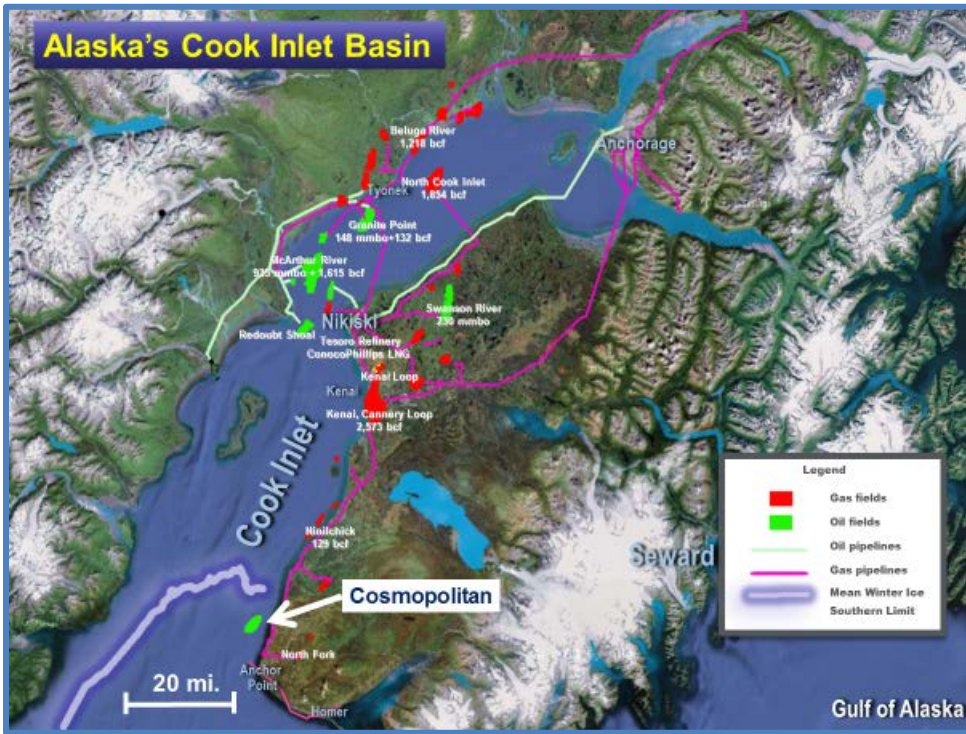 Alaska's Cook Inlet Basin
Beluga River
1,218 bcf
Anchorage
North Cook Inlet
1,854 bcf
Tyonek
Granite Point
148 mmbo+132 bcf
McArthur River
mmbo + 1,615 bcf
Swanson River
230 mmbo
Nikiski
Redoubt Shoal
Tesoro Refinery
ConocoPhillips LNG
Kenai Loop
Kenai
Kenai, Cannery Loop
2,573 bcf
Cook Inlet
Ninilchick
129 bcf
Seward
Cosmopolitan
North Fork
Anchor
Point
Homer
20 mi.
Gulf of Alaska
Legend
Gas fields
Oil fields
Oil pipelines
Gas pipelines
Mean Winter Ice
Southern Limit